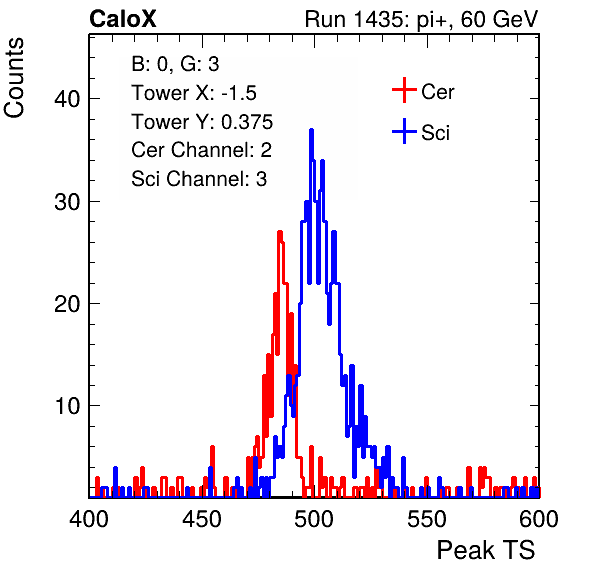 CaloX Run 1435: pi+, 60 GeV
Counts
B: 0, G: 3
Tower X: -1.5
Tower Y: 0.375
Cer Channel: 2
Sci Channel: 3
Cer
Sci
40
30
20
10
400 450 500 550 600
Peak TS